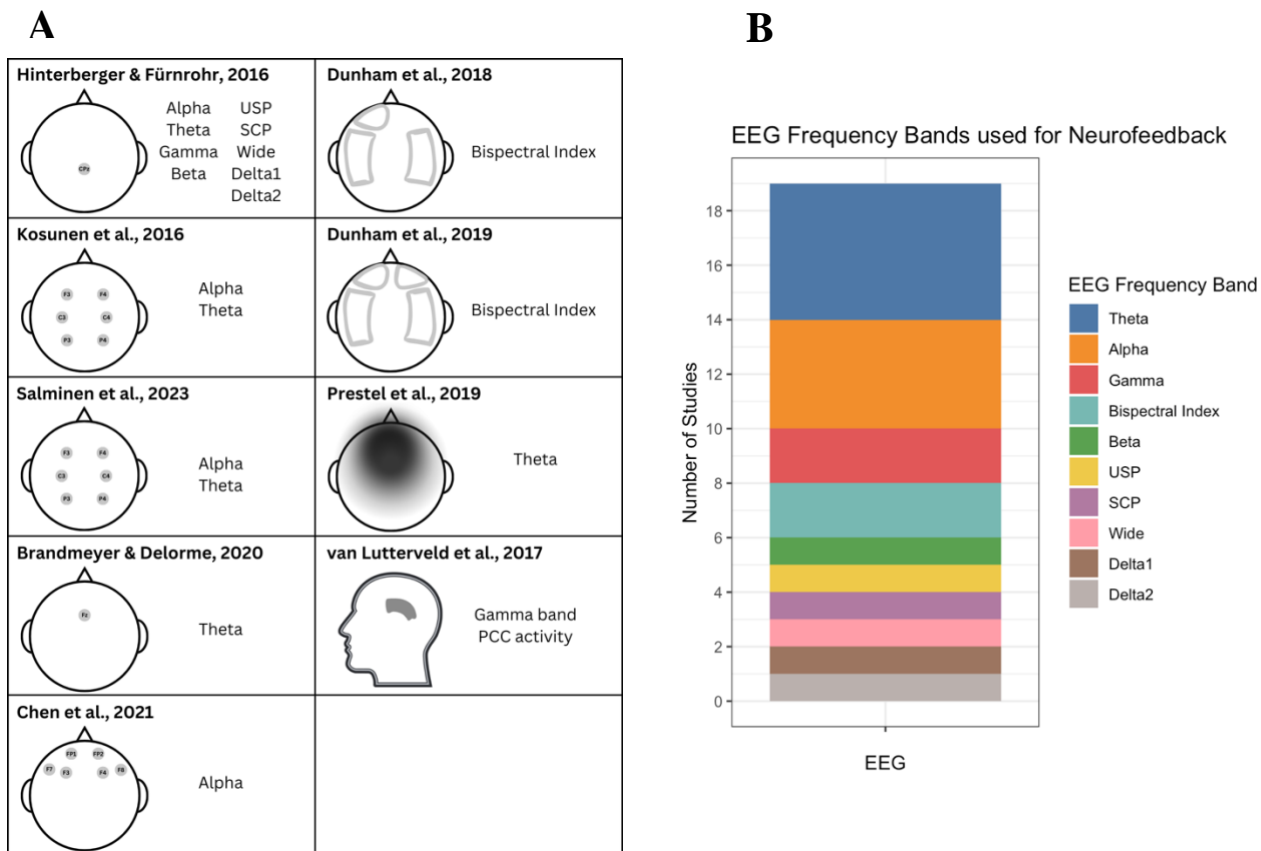 A
Hinterberger & Fürnrohr, 2016
CPz
Alpha USP
Theta SCP
Gamma Wide
Beta Delta1
Delta2
Dunham et al., 2018
Bispectral Index
Kosunen et al., 2016
F3 F4
C3 C4
P3 P4
Alpha
Theta
Dunham et al., 2019
Bispectral Index
Salminen et al., 2023
F3 F4
C3 C4
P3 P4
Alpha
Theta
Prestel et al., 2019
Theta
Brandmeyer & Delorme, 2020
Fz
Theta
van Lutterveld et al., 2017
Gamma band
PCC activity
Chen et al., 2021
FP1 FP2
F7 F3 F4 F8
Alpha
B
EEG Frequency Bands used for Neurofeedback
Number of Studies
18
16
14
12
10
8
6
4
2
0
EEG
EEG Frequency Band
Theta
Alpha
Gamma
Bispectral Index
Beta
USP
SCP
Wide
Delta1
Delta2